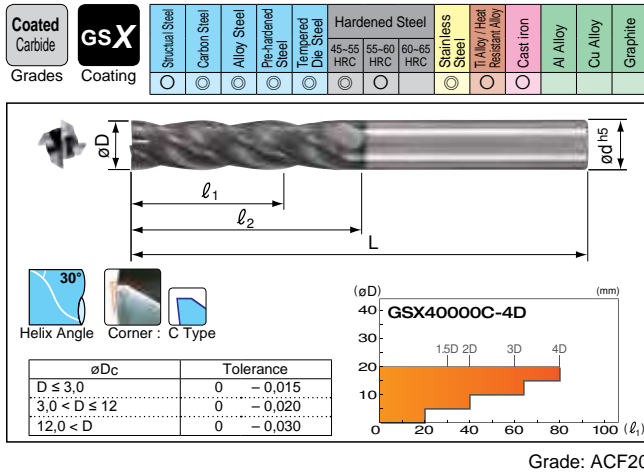 Coated
Carbide
Grades
GSX
Coating
Structual Steel
Carbon Steel
Alloy Steel
Pre-hardened Steel
Tempered Die Steel
Hardened Steel
45~55 HRC
55~60 HRC
60~65 HRC
Stainless Steel
Ti Alloy / Heat Resistant Alloy
Cast iron
Al Alloy
Cu Alloy
Graphite
øD
ød h5
ℓ1
ℓ2
L
30°
Helix Angle
Corner : C Type
øDc Tolerance
D ≤ 3,0 0 – 0,015
3,0 < D ≤ 12 0 – 0,020
12,0 < D 0 – 0,030
(øD) (mm)
GSX40000C-4D
40
30
20
10
1.5D 2D 3D 4D
0 20 40 60 80 100 (ℓ1)
Grade: ACF20